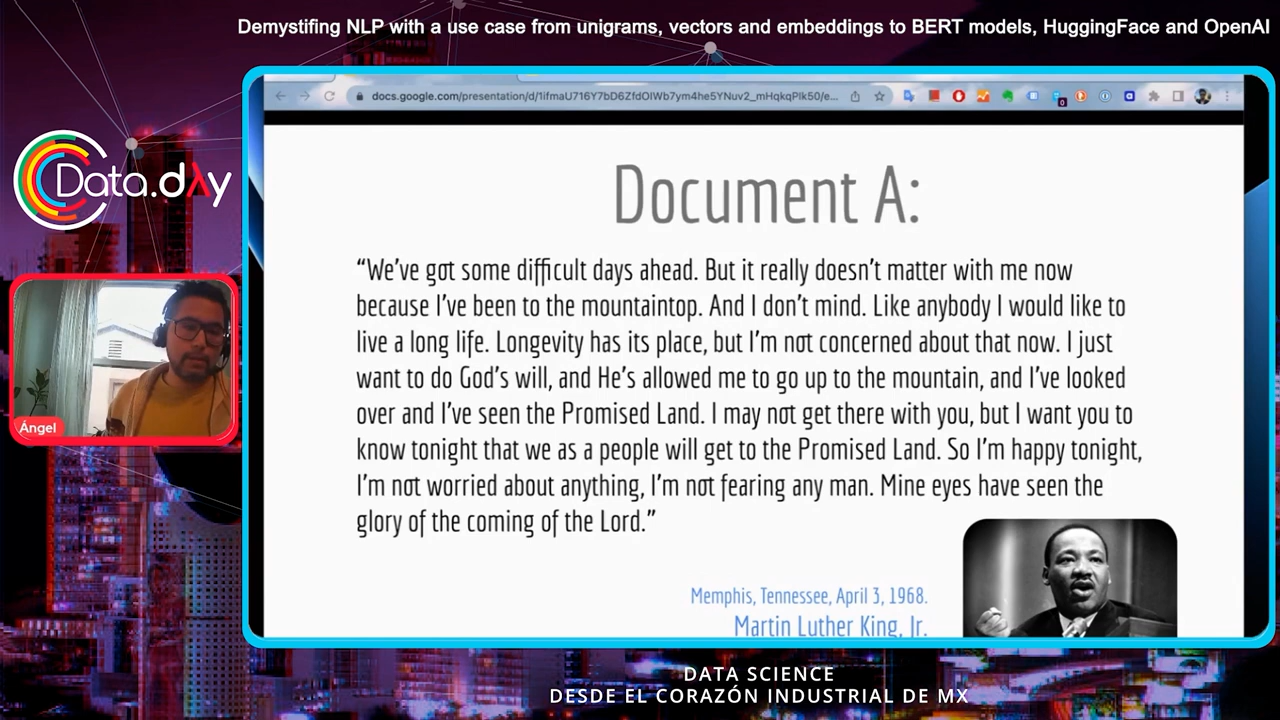 Demystifing NLP with a use case from unigrams, vectors and embeddings to BERT models, HuggingFace and OpenAI
docs.google.com/presentation/d/1ifmaU716Y7bD6ZfdOIWb7ym4he5YNuv2_mHqkqPlk50/e...
Data.dAy
Document A:
“We’ve got some difficult days ahead. But it really doesn’t matter with me now
because I’ve been to the mountaintop. And I don’t mind. Like anybody I would like to
live a long life. Longevity has its place, but I’m not concerned about that now. I just
want to do God’s will, and He’s allowed me to go up to the mountain, and I’ve looked
over and I’ve seen the Promised Land. I may not get there with you, but I want you to
know tonight that we as a people will get to the Promised Land. So I’m happy tonight,
I’m not worried about anything, I’m not fearing any man. Mine eyes have seen the
glory of the coming of the Lord.”
Ángel
Memphis, Tennessee, April 3, 1968.
Martin Luther King, Jr.
DATA SCIENCE
DESDE EL CORAZÓN INDUSTRIAL DE MX